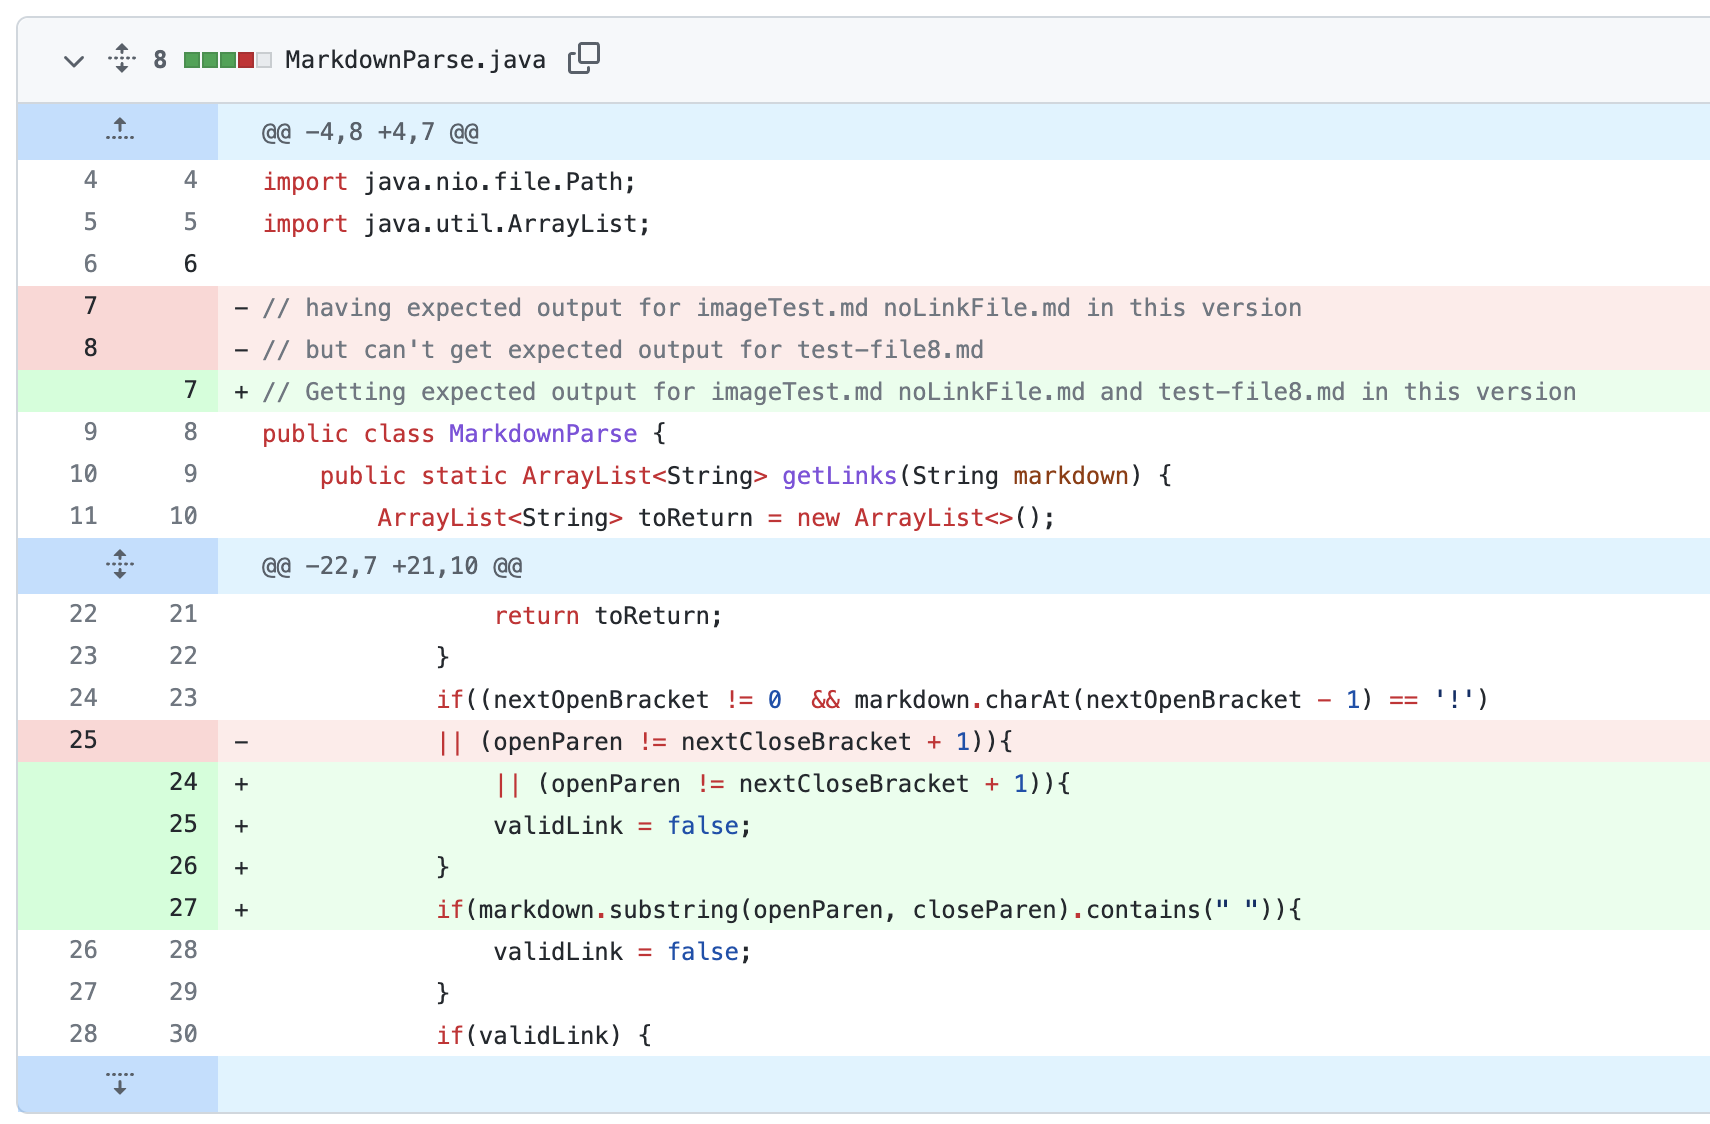 8 MarkdownParse.java
@@ -4,8 +4,7 @@
4 4 import java.nio.file.Path;
5 5 import java.util.ArrayList;
6 6
7 - // having expected output for imageTest.md noLinkFile.md in this version
8 - // but can't get expected output for test-file8.md
7 + // Getting expected output for imageTest.md noLinkFile.md and test-file8.md in this version
9 8 public class MarkdownParse {
10 9 public static ArrayList<String> getLinks(String markdown) {
11 10 ArrayList<String> toReturn = new ArrayList<>();
@@ -22,7 +21,10 @@
22 21 return toReturn;
23 22 }
24 23 if((nextOpenBracket != 0  && markdown.charAt(nextOpenBracket - 1) == '!')
25 - || (openParen != nextCloseBracket + 1)){
24 + || (openParen != nextCloseBracket + 1)){
25 + validLink = false;
26 + }
27 + if(markdown.substring(openParen, closeParen).contains(" ")){
26 28 validLink = false;
27 29 }
28 30 if(validLink) {